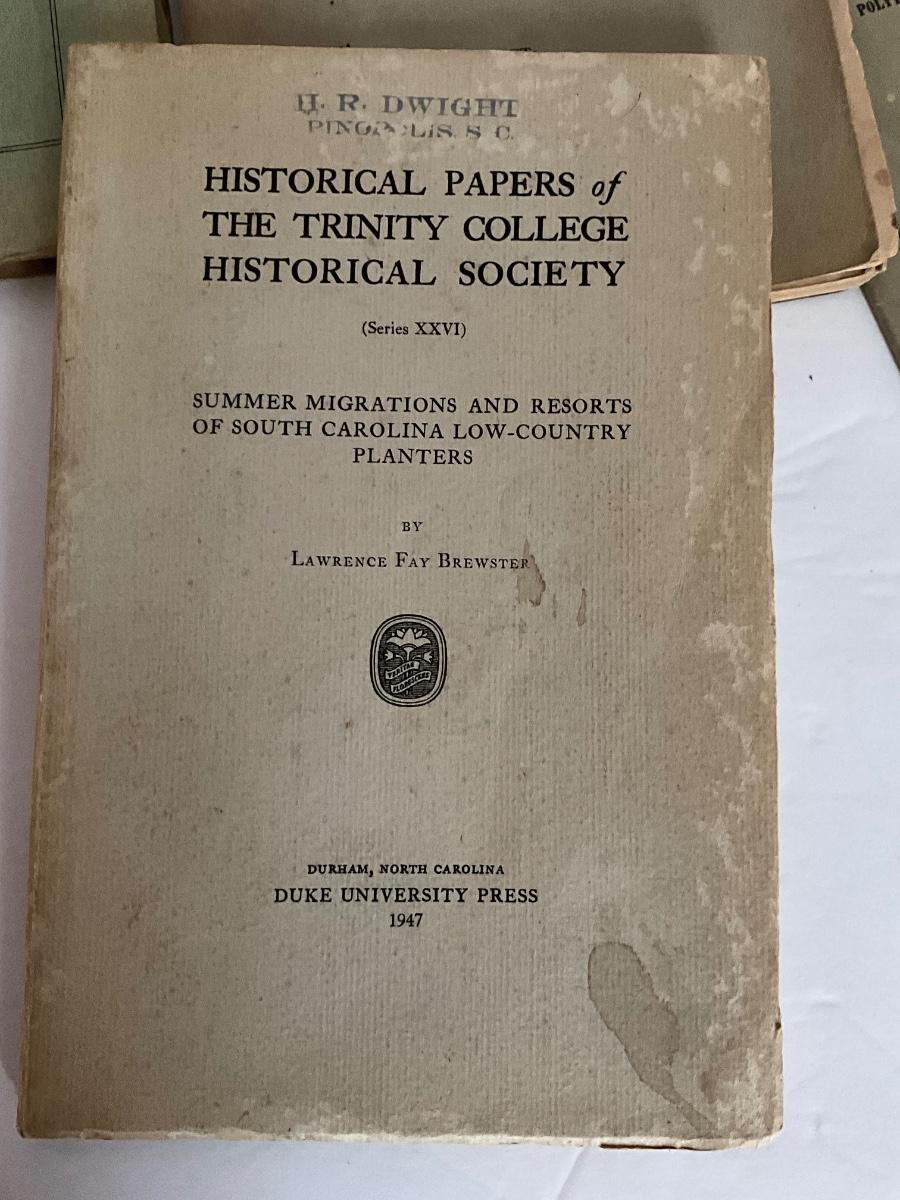 H. R. DWIGHT
PINOPOLIS, S. C.
HISTORICAL PAPERS of
THE TRINITY COLLEGE
HISTORICAL SOCIETY
(Series XXVI)
SUMMER MIGRATIONS AND RESORTS
OF SOUTH CAROLINA LOW-COUNTRY
PLANTERS
BY
LAWRENCE FAY BREWSTER
DURHAM, NORTH CAROLINA
DUKE UNIVERSITY PRESS
1947